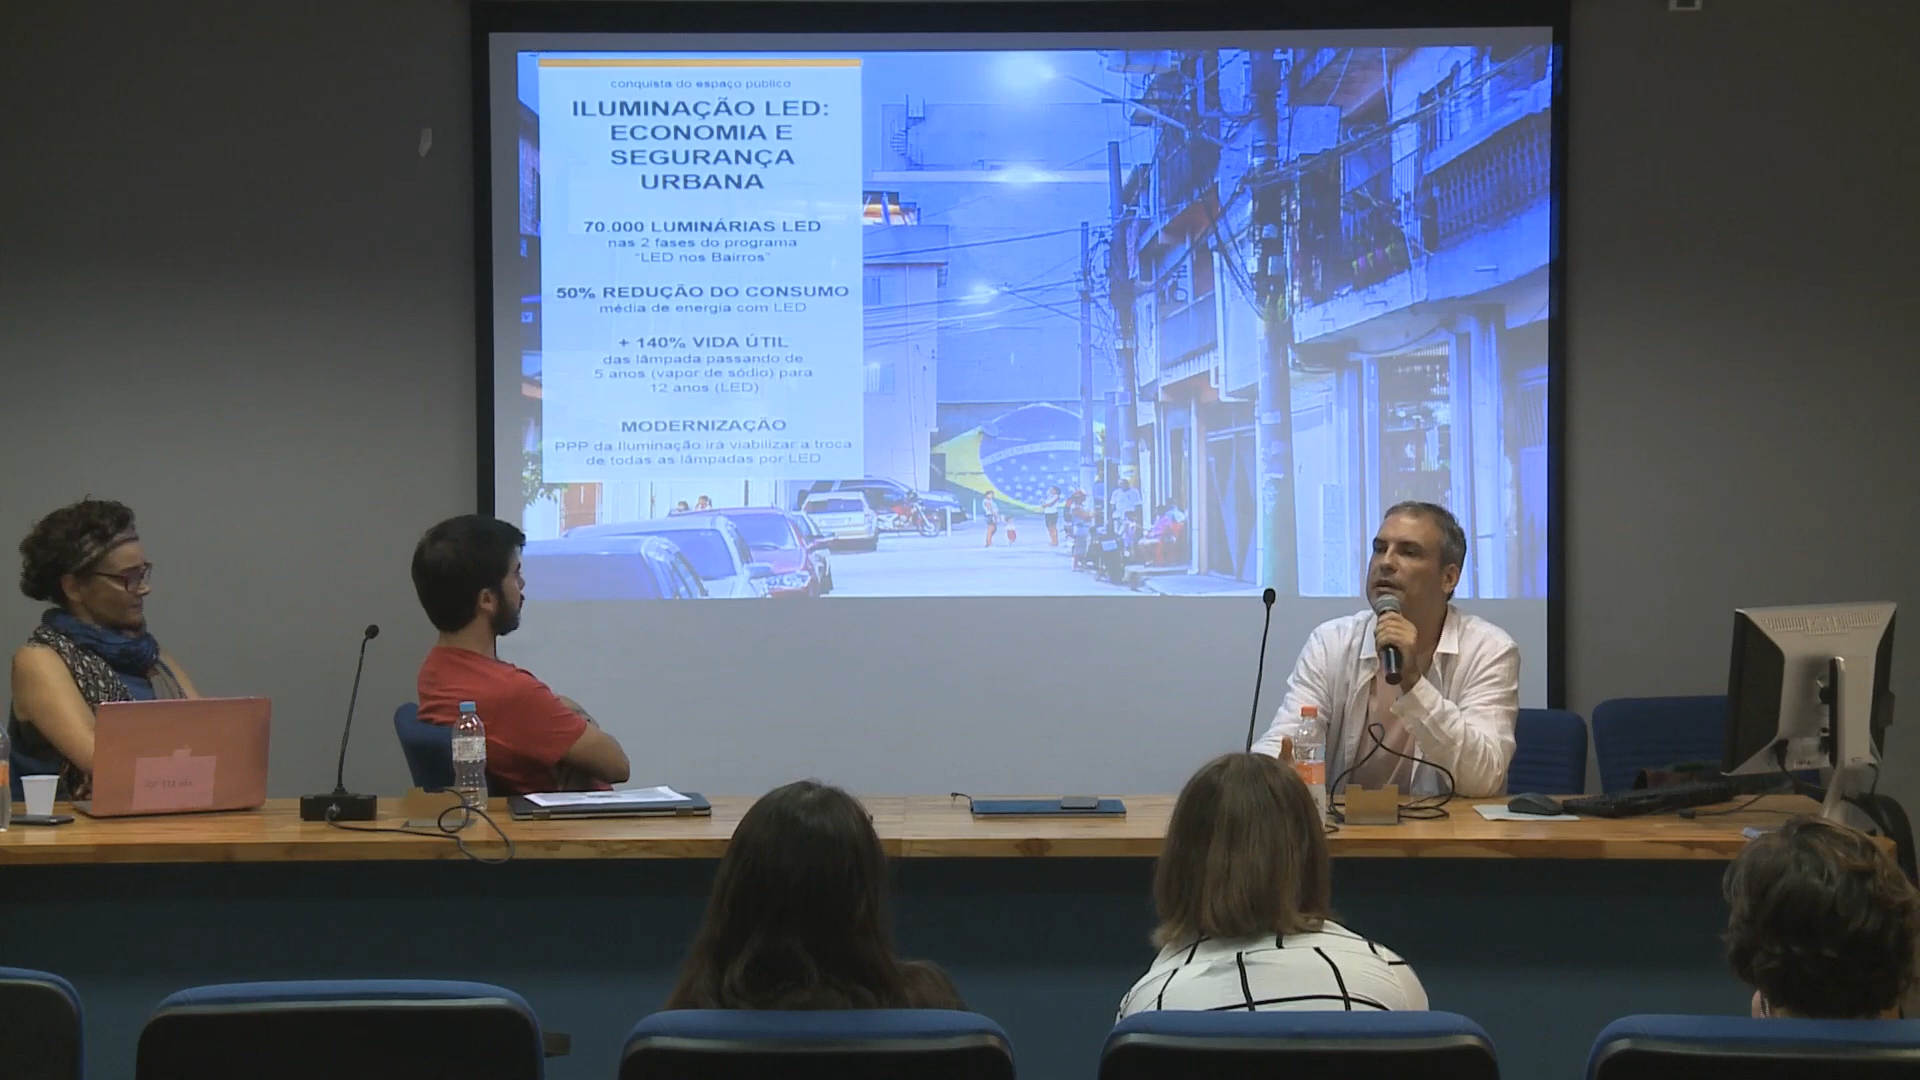 conquista do espaço público
ILUMINAÇÃO LED:
ECONOMIA E
SEGURANÇA
URBANA
70.000 LUMINÁRIAS LED
nas 2 fases do programa
“LED nos Bairros”
50% REDUÇÃO DO CONSUMO
média de energia com LED
+ 140% VIDA ÚTIL
das lâmpada passando de
5 anos (vapor de sódio) para
12 anos (LED)
MODERNIZAÇÃO
PPP da Iluminação irá viabilizar a troca
de todas as lâmpadas por LED